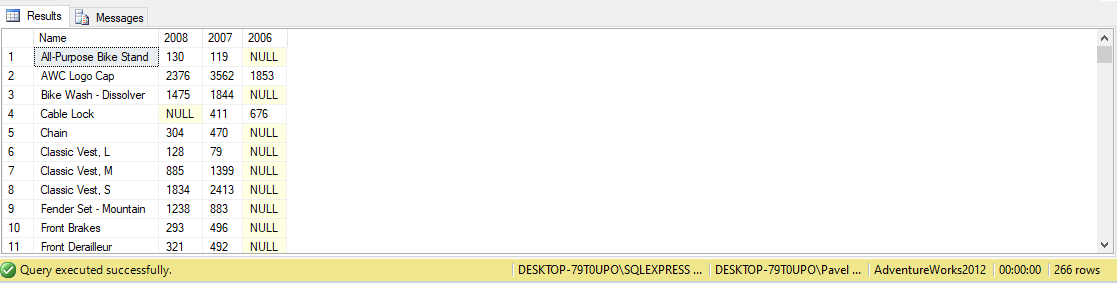 Results Messages
Name 2008 2007 2006
1 All-Purpose Bike Stand 130 119 NULL
2 AWC Logo Cap 2376 3562 1853
3 Bike Wash - Dissolver 1475 1844 NULL
4 Cable Lock NULL 411 676
5 Chain 304 470 NULL
6 Classic Vest, L 128 79 NULL
7 Classic Vest, M 885 1399 NULL
8 Classic Vest, S 1834 2413 NULL
9 Fender Set - Mountain 1238 883 NULL
10 Front Brakes 293 496 NULL
11 Front Derailleur 321 492 NULL
Query executed successfully. DESKTOP-79T0UPO\SQLEXPRESS ... DESKTOP-79T0UPO\Pavel ... AdventureWorks2012 00:00:00 266 rows